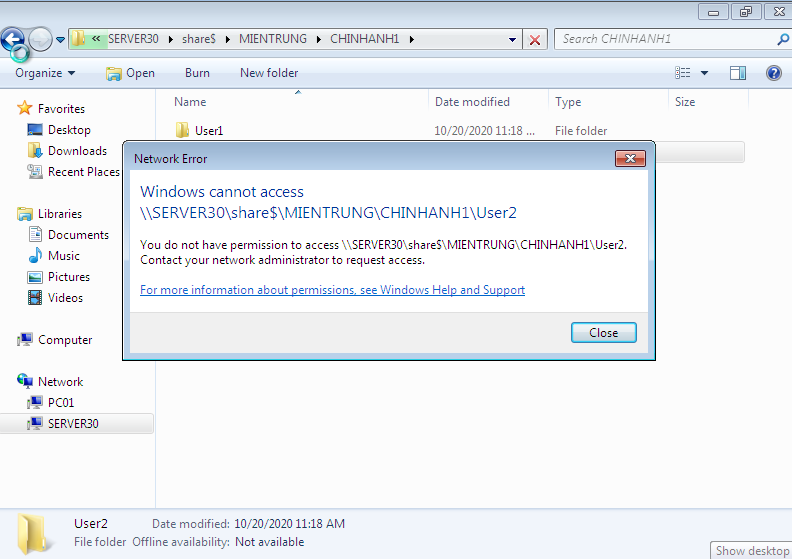 « SERVER30 share$ MIENTRUNG CHINHANH1 Search CHINHANH1
Organize Open Burn New folder
Name Date modified Type Size
Favorites
Desktop
Downloads
Recent Places
Libraries
Documents
Music
Pictures
Videos
Computer
Network
PC01
SERVER30
User1 10/20/2020 11:18 ... File folder
Network Error
Windows cannot access
\\SERVER30\share$\MIENTRUNG\CHINHANH1\User2
You do not have permission to access \\SERVER30\share$\MIENTRUNG\CHINHANH1\User2.
Contact your network administrator to request access.
For more information about permissions, see Windows Help and Support
Close
User2 Date modified: 10/20/2020 11:18 AM
File folder Offline availability: Not available
Show desktop